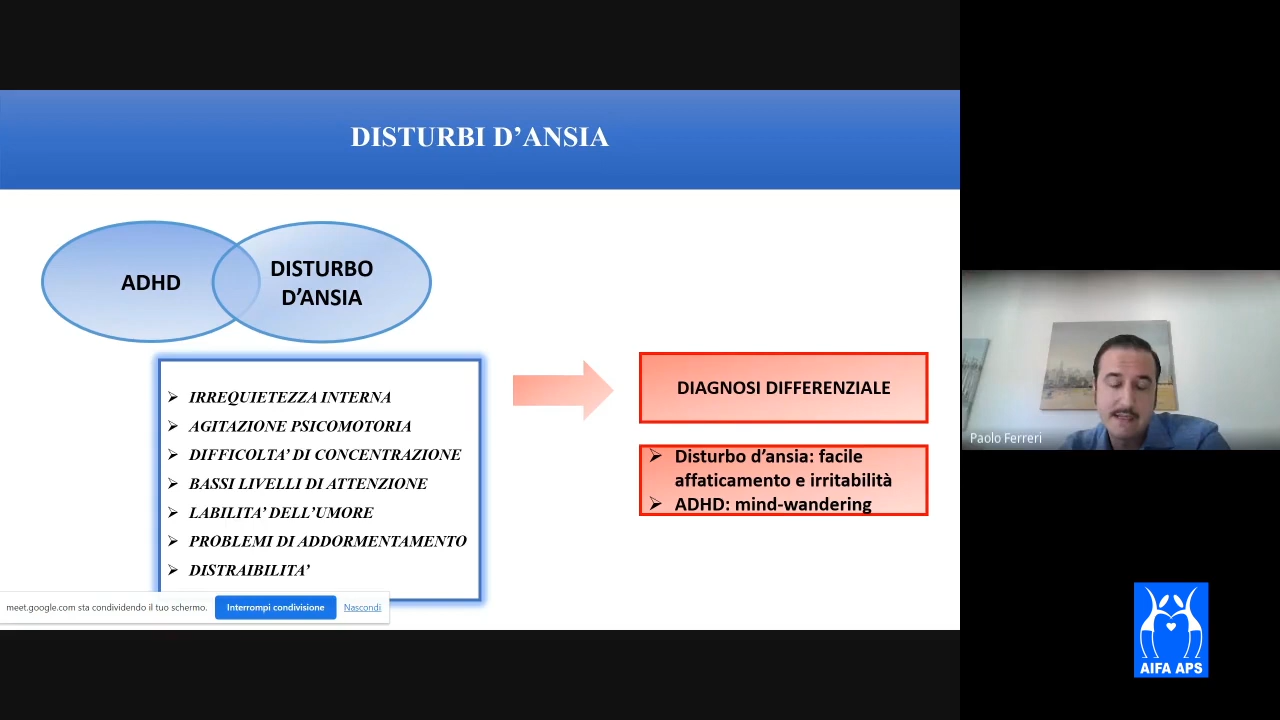 DISTURBI D’ANSIA
ADHD
DISTURBO
D’ANSIA
➢ IRREQUIETEZZA INTERNA
➢ AGITAZIONE PSICOMOTORIA
➢ DIFFICOLTA’ DI CONCENTRAZIONE
➢ BASSI LIVELLI DI ATTENZIONE
➢ LABILITA’ DELL’UMORE
➢ PROBLEMI DI ADDORMENTAMENTO
➢ DISTRAIBILITA’
DIAGNOSI DIFFERENZIALE
➢ Disturbo d’ansia: facile
affaticamento e irritabilità
➢ ADHD: mind-wandering
meet.google.com sta condividendo il tuo schermo.
Interrompi condivisione
Nascondi
Paolo Ferreri
AIFA APS